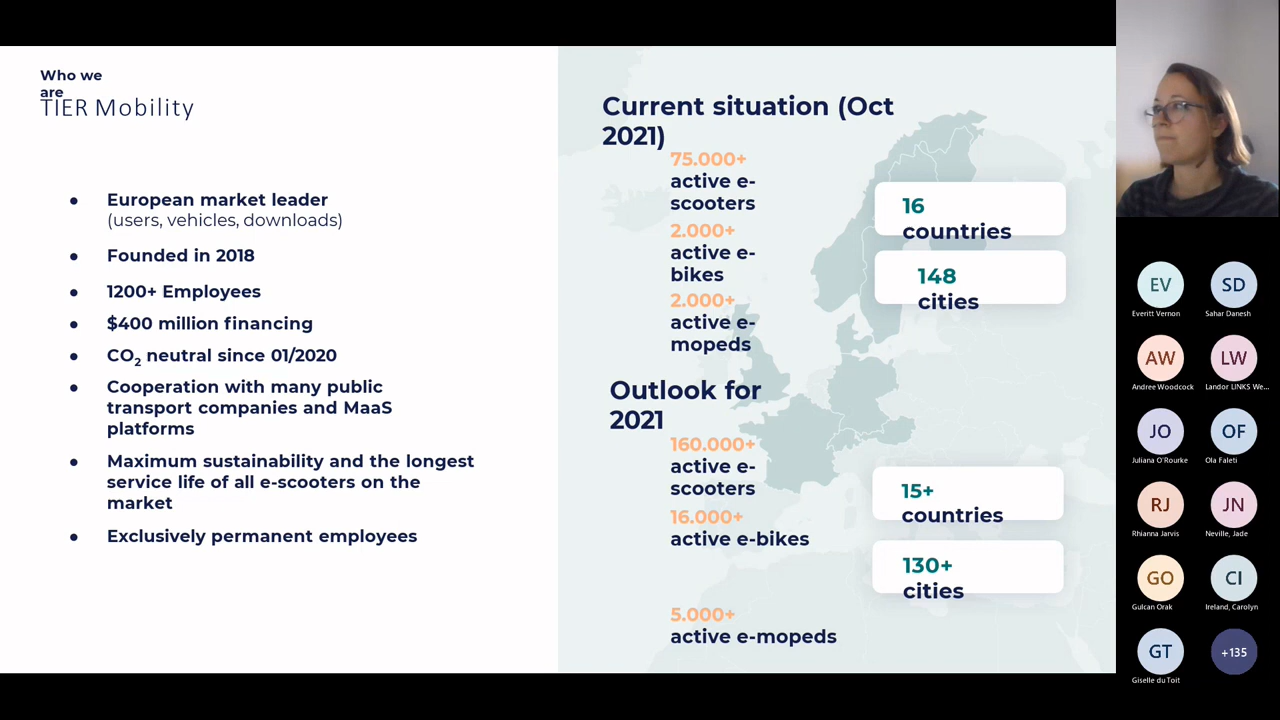 Who we
are
TIER Mobility
● European market leader
(users, vehicles, downloads)
● Founded in 2018
● 1200+ Employees
● $400 million financing
● CO2 neutral since 01/2020
● Cooperation with many public
transport companies and MaaS
platforms
● Maximum sustainability and the longest
service life of all e-scooters on the
market
● Exclusively permanent employees
Current situation (Oct
2021)
75.000+
active e-
scooters
2.000+
active e-
bikes
2.000+
active e-
mopeds
16
countries
148
cities
Outlook for
2021
160.000+
active e-
scooters
16.000+
active e-bikes
5.000+
active e-mopeds
15+
countries
130+
cities
EV
Everitt Vernon
SD
Sahar Danesh
AW
Andree Woodcock
LW
Landor LINKS We...
JO
Juliana O'Rourke
OF
Ola Faleti
RJ
Rhianna Jarvis
JN
Neville, Jade
GO
Gulcan Orak
CI
Ireland, Carolyn
GT
Giselle du Toit
+135